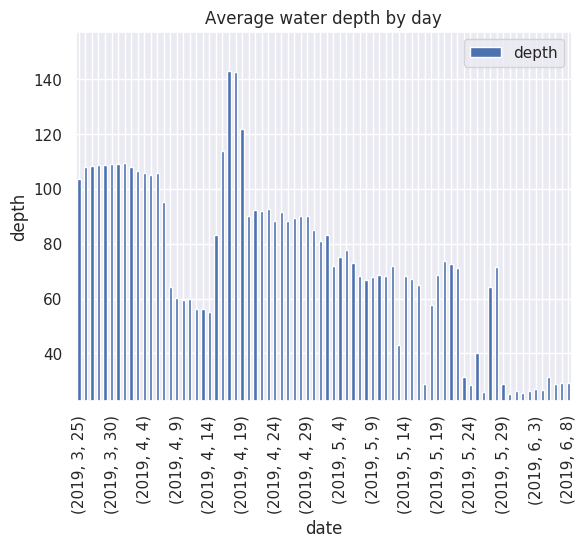 Average water depth by day
depth
140
120
100
80
60
40
depth
(2019, 3, 25)
(2019, 3, 30)
(2019, 4, 4)
(2019, 4, 9)
(2019, 4, 14)
(2019, 4, 19)
(2019, 4, 24)
(2019, 4, 29)
(2019, 5, 4)
(2019, 5, 9)
(2019, 5, 14)
(2019, 5, 19)
(2019, 5, 24)
(2019, 5, 29)
(2019, 6, 3)
(2019, 6, 8)
date